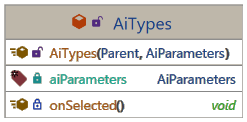 AiTypes
AiTypes(Parent, AiParameters)
aiParameters AiParameters
onSelected() void